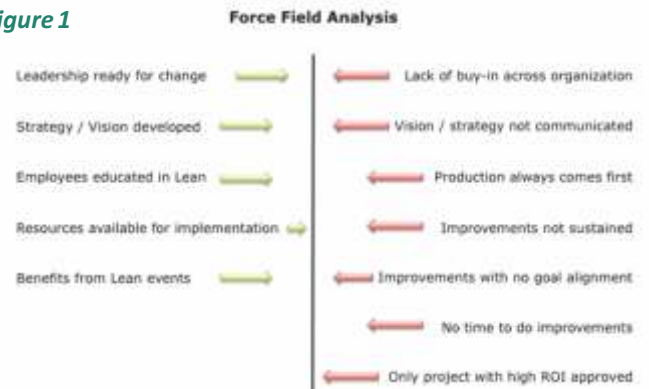 igure 1
Force Field Analysis
Leadership ready for change
Lack of buy-in across organization
Strategy / Vision developed
Vision / strategy not communicated
Employees educated in Lean
Production always comes first
Resources available for implementation
Improvements not sustained
Benefits from Lean events
Improvements with no goal alignment
No time to do improvements
Only project with high ROI approved